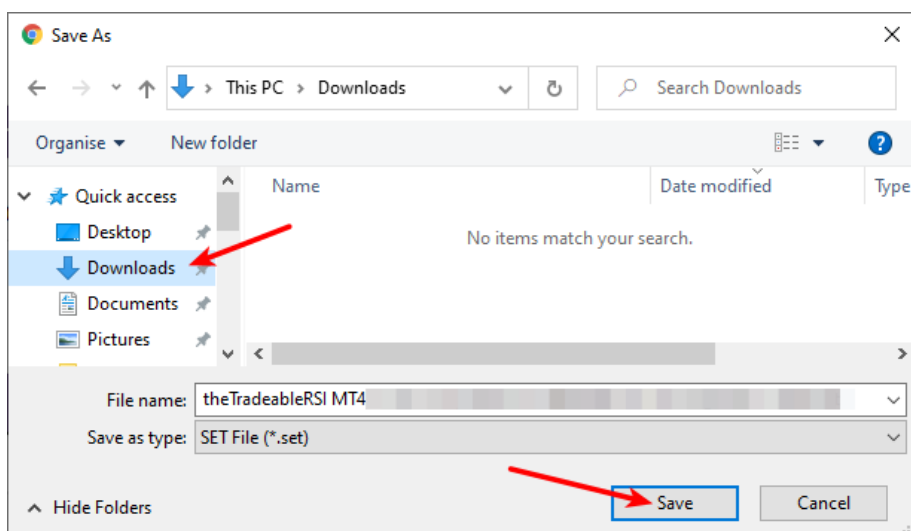 Save As
This PC > Downloads
Search Downloads
Organise
New folder
Name
Date modified
Type
Quick access
No items match your search.
Desktop
Downloads
Documents
Pictures
File name: theTradeableRSI MT4
Save as type: SET File (*.set)
Hide Folders
Save
Cancel